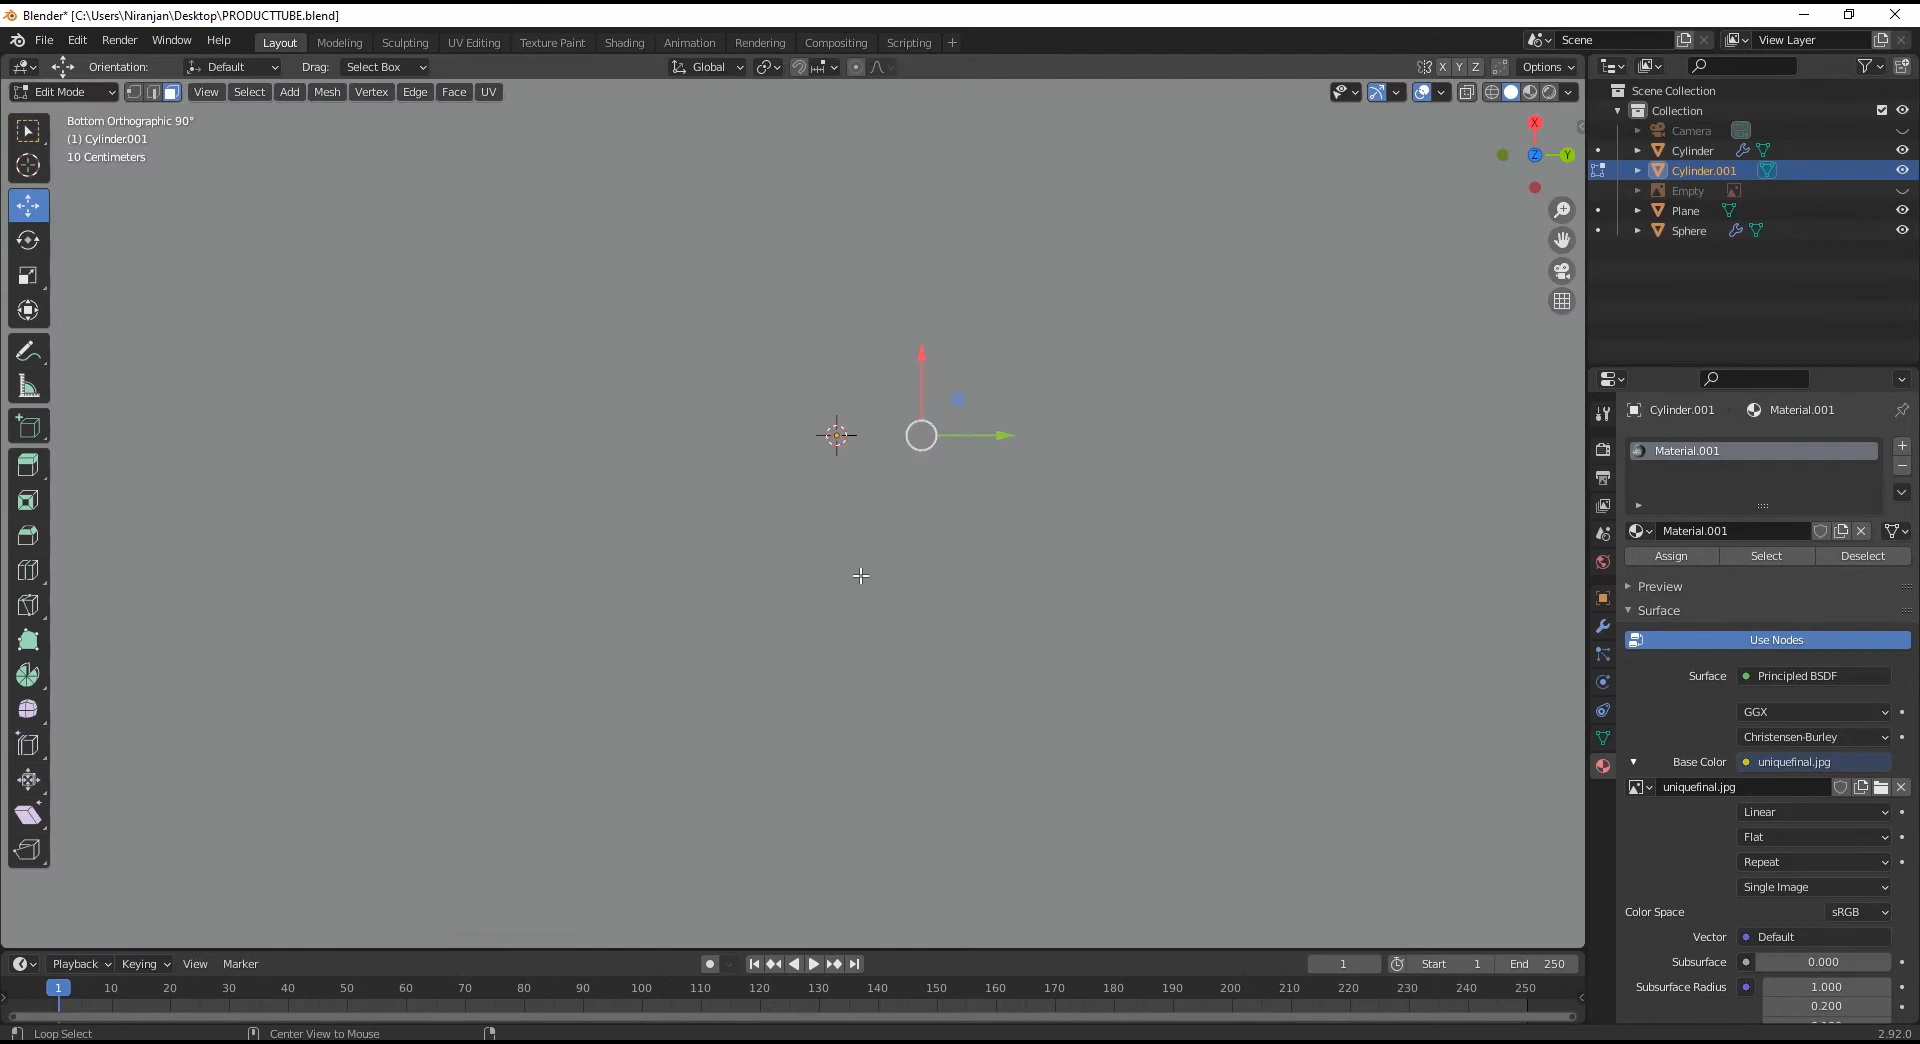 Blender* [C:\Users\Niranjan\Desktop\PRODUCTTUBE.blend]
File Edit Render Window Help Layout Modeling Sculpting UV Editing Texture Paint Shading Animation Rendering Compositing Scripting + Scene View Layer
Orientation: Default Drag: Select Box Global X Y Z Options
Edit Mode View Select Add Mesh Vertex Edge Face UV
Bottom Orthographic 90°
(1) Cylinder.001
10 Centimeters
X
Z
Y
Scene Collection
Collection
Camera
Cylinder
Cylinder.001
Empty
Plane
Sphere
Cylinder.001 Material.001
Material.001
Material.001
Assign Select Deselect
Preview
Surface
Use Nodes
Surface Principled BSDF
GGX
Christensen-Burley
Base Color uniquefinal.jpg
uniquefinal.jpg
Linear
Flat
Repeat
Single Image
Color Space sRGB
Vector Default
Subsurface 0.000
Subsurface Radius 1.000
0.200
Playback Keying View Marker 1 Start 1 End 250
1 10 20 30 40 50 60 70 80 90 100 110 120 130 140 150 160 170 180 190 200 210 220 230 240 250
Loop Select Center View to Mouse 2.92.0